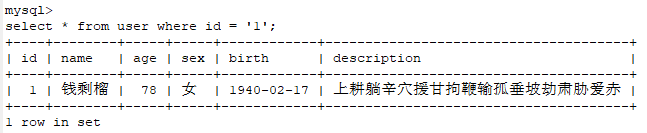 mysql>
select * from user where id = '1';
+----+--------+-----+-----+------------+------------------------------------+
| id | name | age | sex | birth | description |
+----+--------+-----+-----+------------+------------------------------------+
| 1 | 钱剩榴 | 78 | 女 | 1940-02-17 | 上耕躺辛穴援甘拘鞭输孤垂坡劫肃胁爱赤 |
+----+--------+-----+-----+------------+------------------------------------+
1 row in set